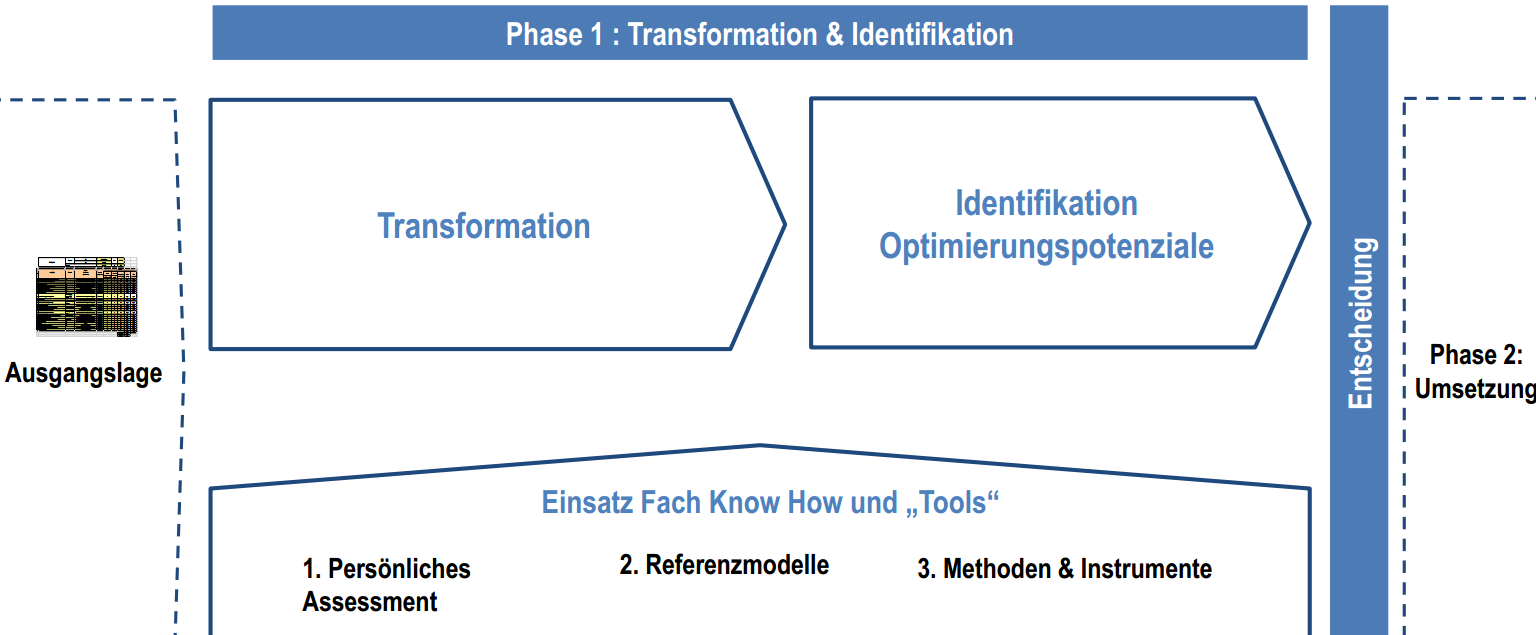 Phase 1 : Transformation & Identifikation
Transformation
Identifikation
Optimierungspotenziale
Entscheidung
Ausgangslage
Phase 2:
Umsetzung
Einsatz Fach Know How und „Tools“
1. Persönliches
Assessment
2. Referenzmodelle
3. Methoden & Instrumente